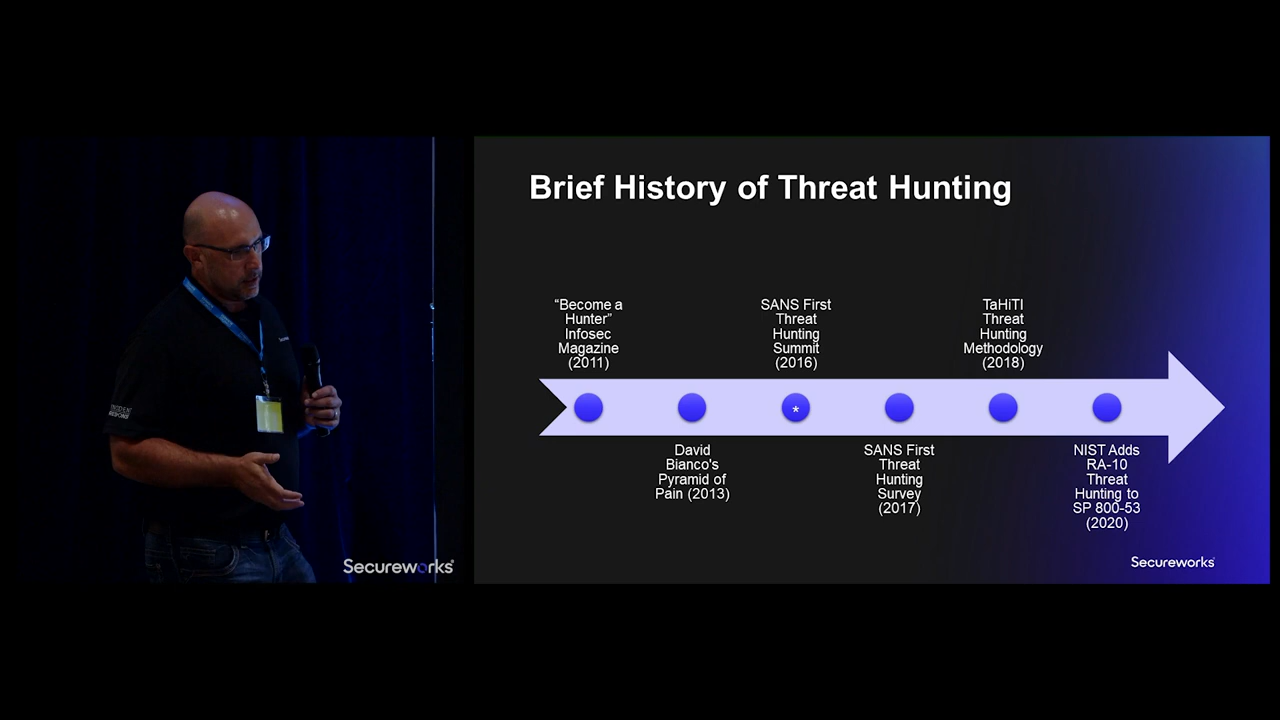 Brief History of Threat Hunting
“Become a
Hunter”
Infosec
Magazine
(2011)
SANS First
Threat
Hunting
Summit
(2016)
TaHiTI
Threat
Hunting
Methodology
(2018)
*
David
Bianco's
Pyramid of
Pain (2013)
SANS First
Threat
Hunting
Survey
(2017)
NIST Adds
RA-10
Threat
Hunting to
SP 800-53
(2020)
Secureworks
RESPONSE
Secureworks